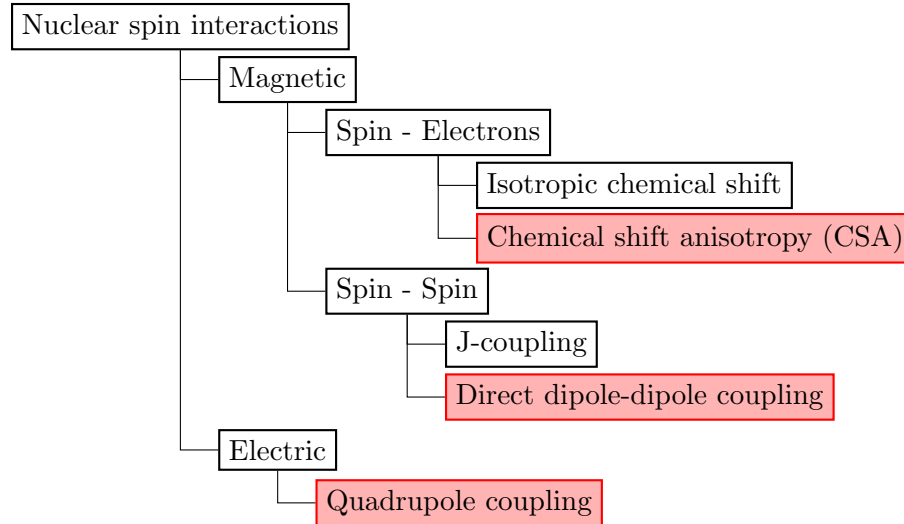 Nuclear spin interactions
Magnetic
Spin - Electrons
Isotropic chemical shift
Chemical shift anisotropy (CSA)
Spin - Spin
J-coupling
Direct dipole-dipole coupling
Electric
Quadrupole coupling